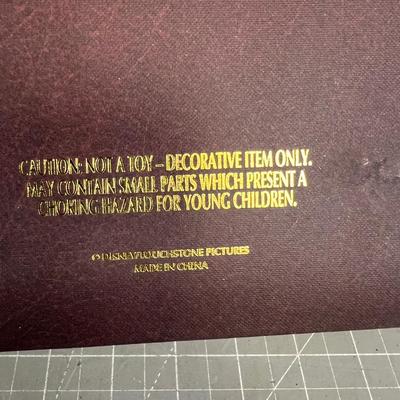 CAUTION: NOT A TOY – DECORATIVE ITEM ONLY.
MAY CONTAIN SMALL PARTS WHICH PRESENT A
CHOKING HAZARD FOR YOUNG CHILDREN.
© DISNEY/TOUCHSTONE PICTURES
MADE IN CHINA